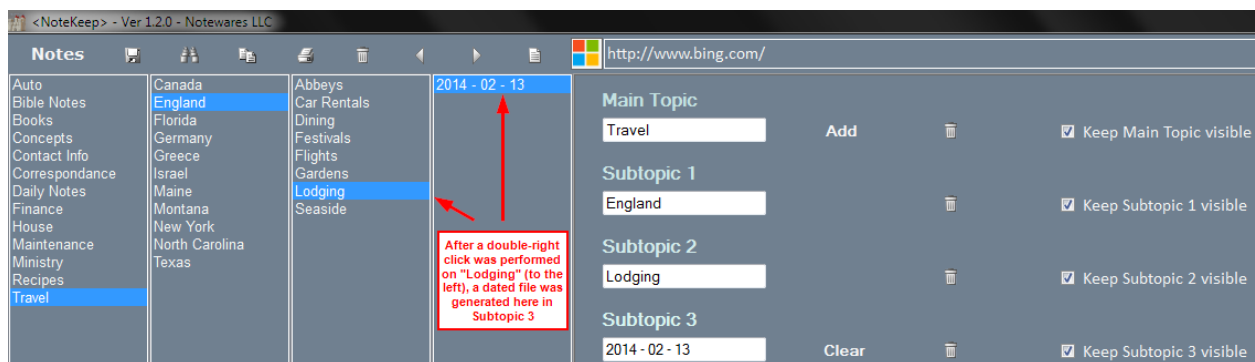 <NoteKeep> - Ver 1.2.0 - Notewares LLC
Notes
http://www.bing.com/
Auto
Bible Notes
Books
Concepts
Contact Info
Correspondance
Daily Notes
Finance
House
Maintenance
Ministry
Recipes
Travel
Canada
England
Florida
Germany
Greece
Israel
Maine
Montana
New York
North Carolina
Texas
Abbeys
Car Rentals
Dining
Festivals
Flights
Gardens
Lodging
Seaside
2014 - 02 - 13
After a double-right
click was performed
on "Lodging" (to the
left), a dated file was
generated here in
Subtopic 3
Main Topic
Travel Add Keep Main Topic visible
Subtopic 1
England Keep Subtopic 1 visible
Subtopic 2
Lodging Keep Subtopic 2 visible
Subtopic 3
2014 - 02 - 13 Clear Keep Subtopic 3 visible